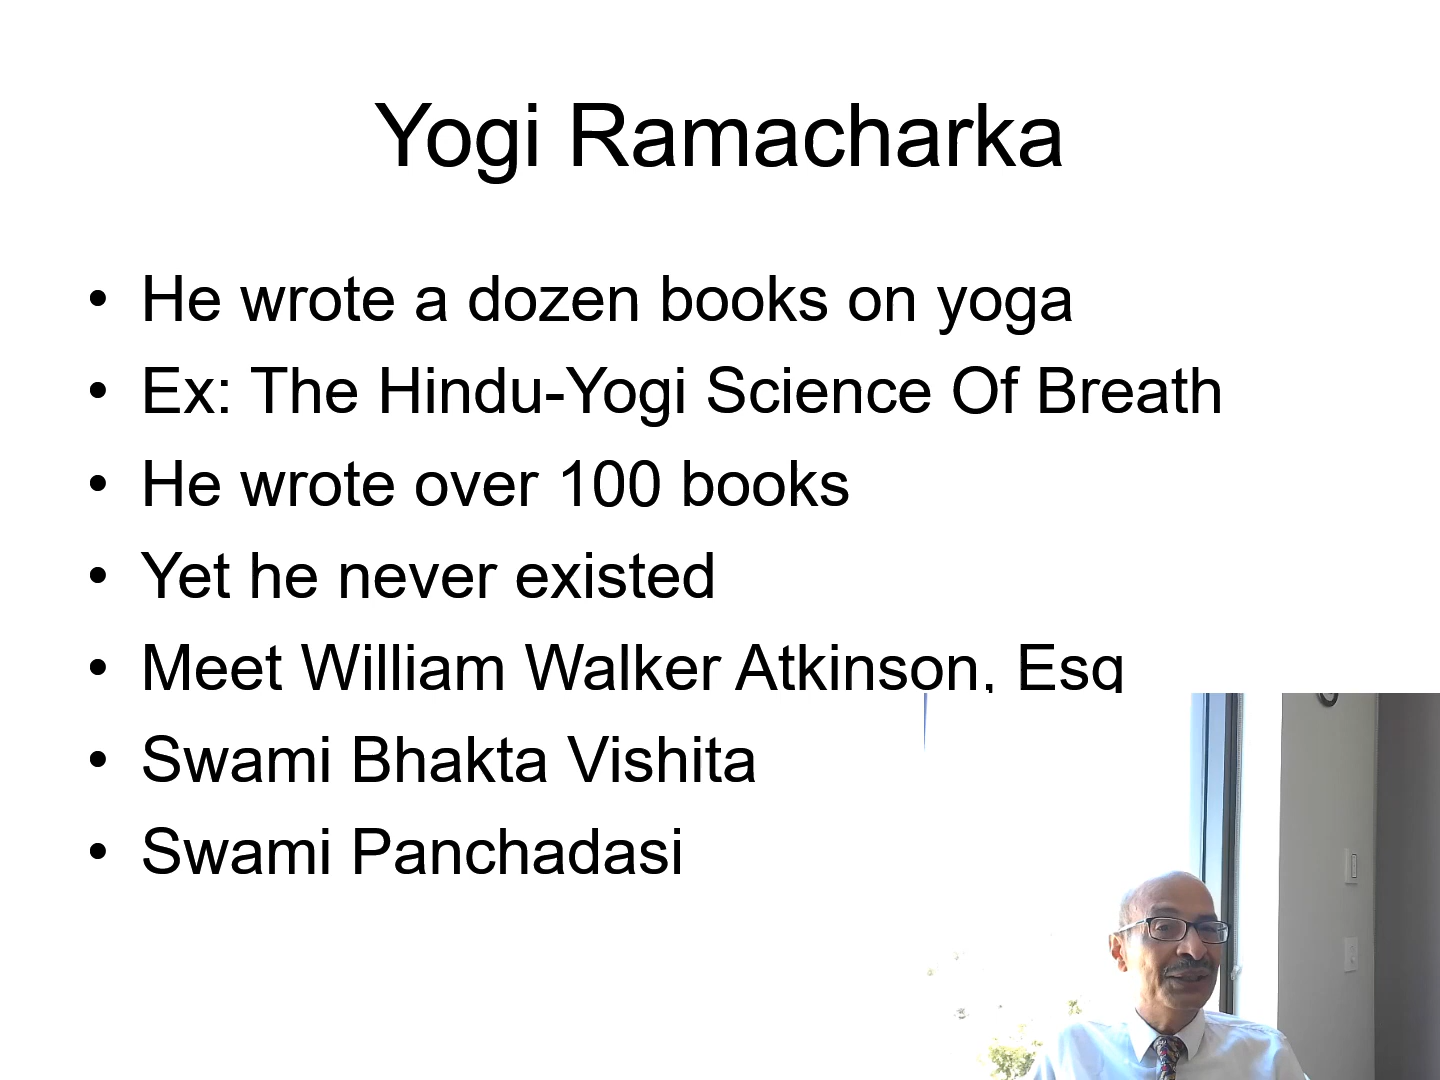 Yogi Ramacharka
• He wrote a dozen books on yoga
• Ex: The Hindu-Yogi Science Of Breath
• He wrote over 100 books
• Yet he never existed
• Meet William Walker Atkinson, Esq
• Swami Bhakta Vishita
• Swami Panchadasi